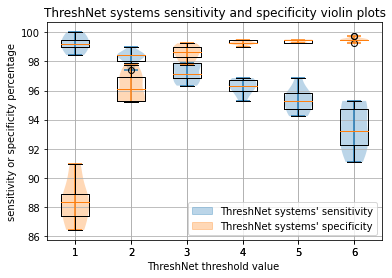 ThreshNet systems sensitivity and specificity violin plots
sensitivity or specificity percentage
100
98
96
94
92
90
88
86
1 2 3 4 5 6
ThreshNet threshold value
ThreshNet systems' sensitivity
ThreshNet systems' specificity